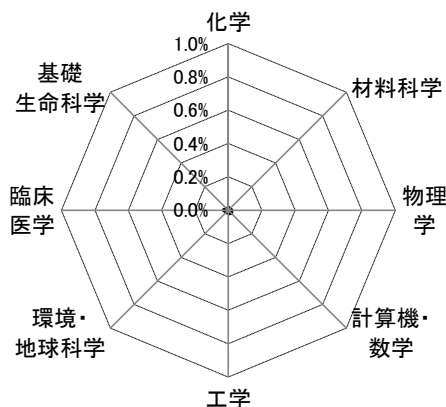 化学
1.0%
0.8%
0.6%
0.4%
0.2%
0.0%
材料科学
物理
学
計算機・
数学
工学
環境・
地球科学
臨床
医学
基礎
生命科学